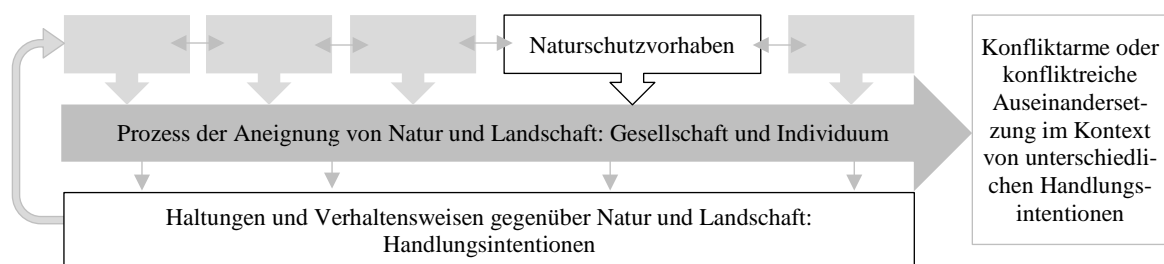 Naturschutzvorhaben
Prozess der Aneignung von Natur und Landschaft: Gesellschaft und Individuum
Haltungen und Verhaltensweisen gegenüber Natur und Landschaft:
Handlungsintentionen
Konfliktarme oder
konfliktreiche
Auseinanderset-
zung im Kontext
von unterschiedli-
chen Handlungs-
intentionen